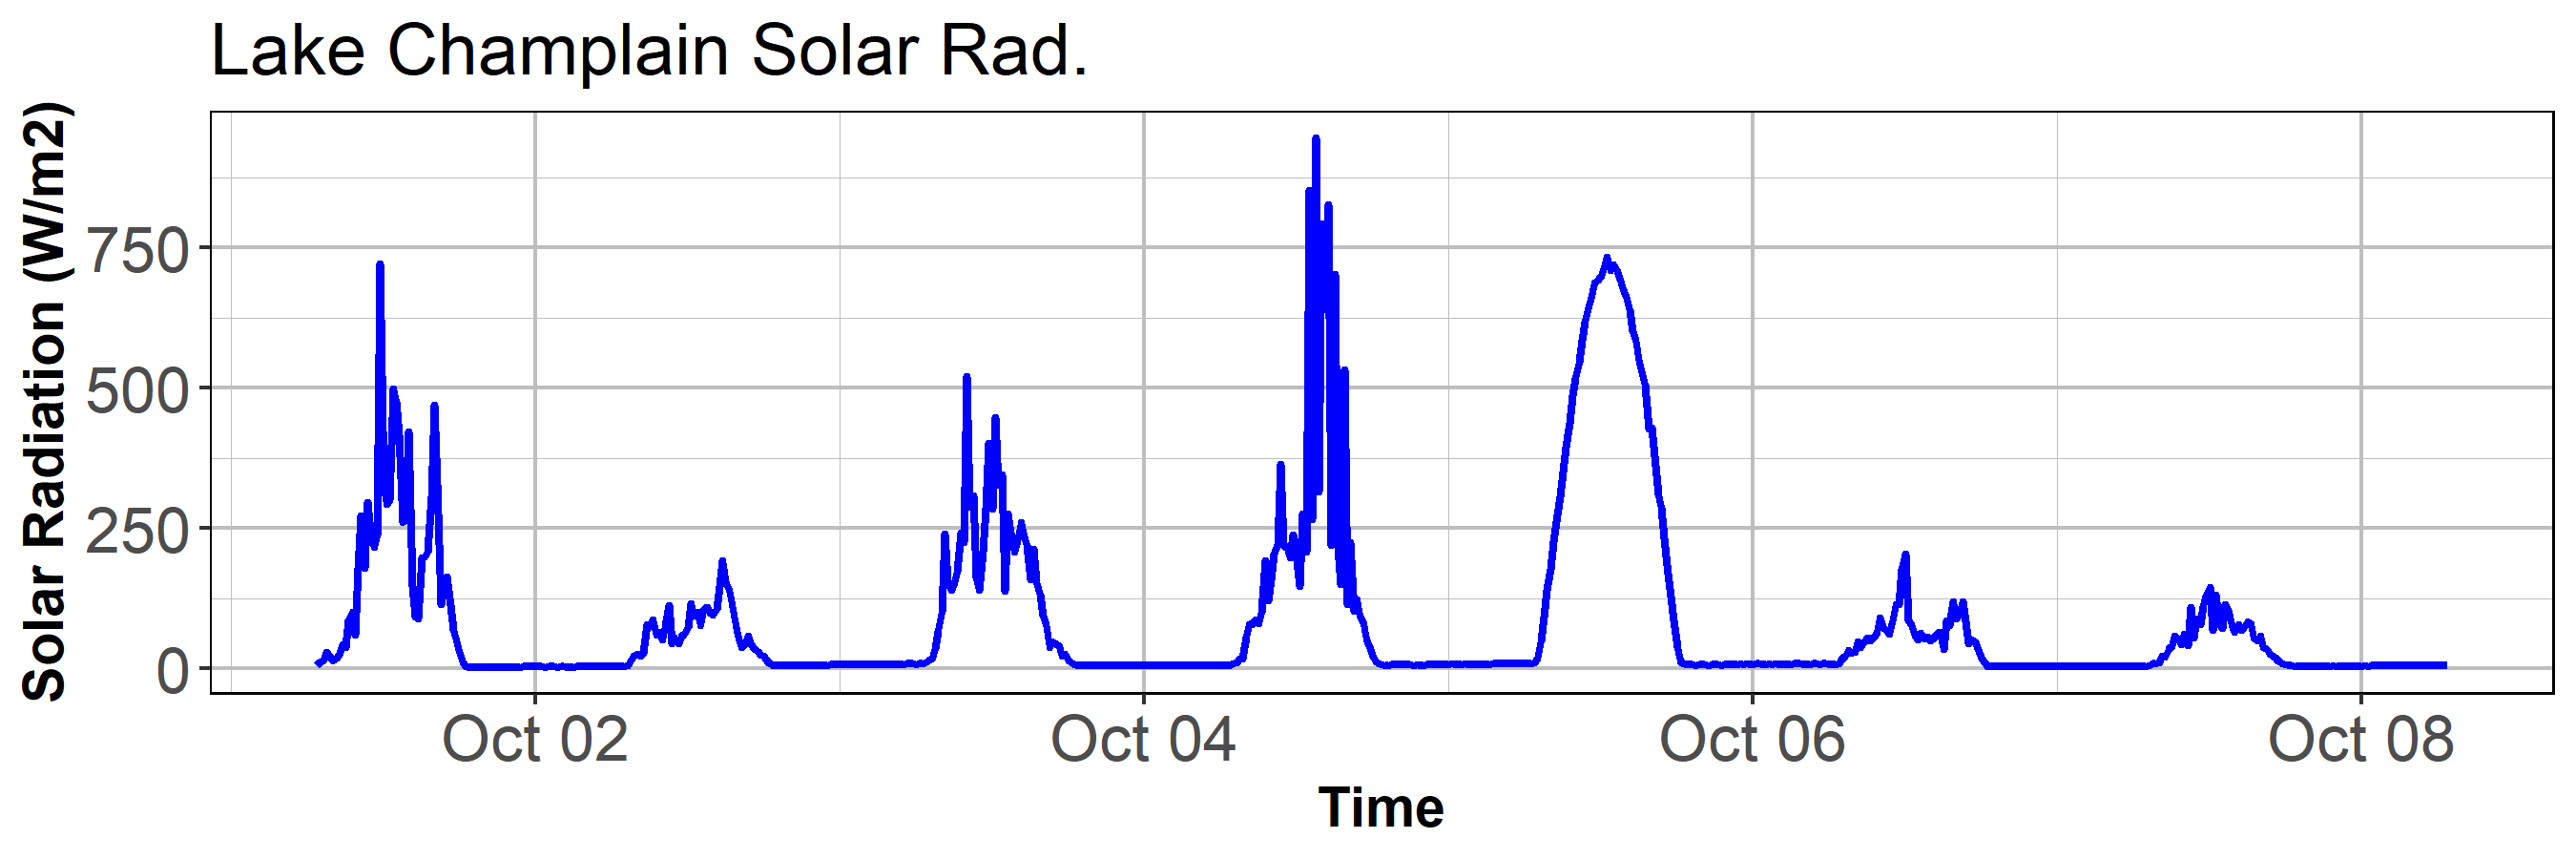 Lake Champlain Solar Rad.
Solar Radiation (W/m2)
750
500
250
0
Oct 02 Oct 04 Oct 06 Oct 08
Time